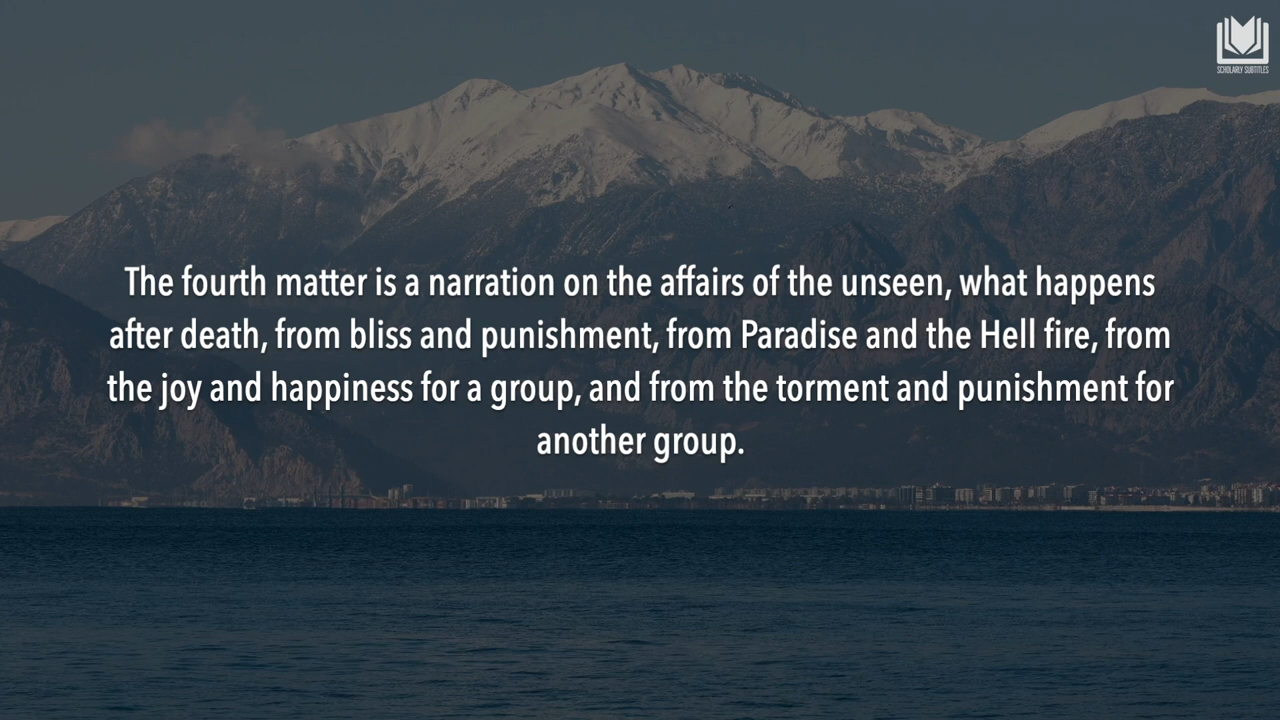 SCHOLARLY SUBTITLES
The fourth matter is a narration on the affairs of the unseen, what happens
after death, from bliss and punishment, from Paradise and the Hell fire, from
the joy and happiness for a group, and from the torment and punishment for
another group.